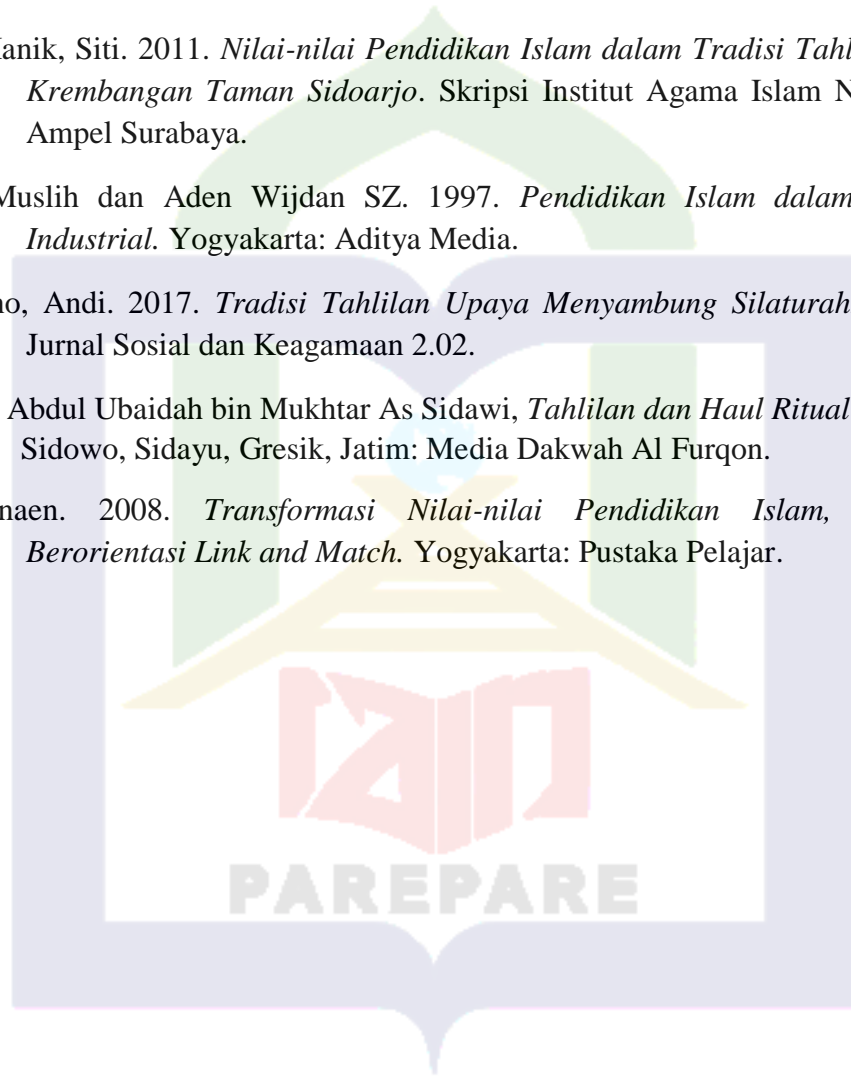 anik, Siti. 2011. Nilai-nilai Pendidikan Islam dalam Tradisi Tahl
Krembangan Taman Sidoarjo. Skripsi Institut Agama Islam N
Ampel Surabaya.
Muslih dan Aden Wijdan SZ. 1997. Pendidikan Islam dalam
Industrial. Yogyakarta: Aditya Media.
no, Andi. 2017. Tradisi Tahlilan Upaya Menyambung Silaturah
Jurnal Sosial dan Keagamaan 2.02.
Abdul Ubaidah bin Mukhtar As Sidawi, Tahlilan dan Haul Ritual
Sidowo, Sidayu, Gresik, Jatim: Media Dakwah Al Furqon.
naen. 2008. Transformasi Nilai-nilai Pendidikan Islam,
Berorientasi Link and Match. Yogyakarta: Pustaka Pelajar.
iain
PAREPARE